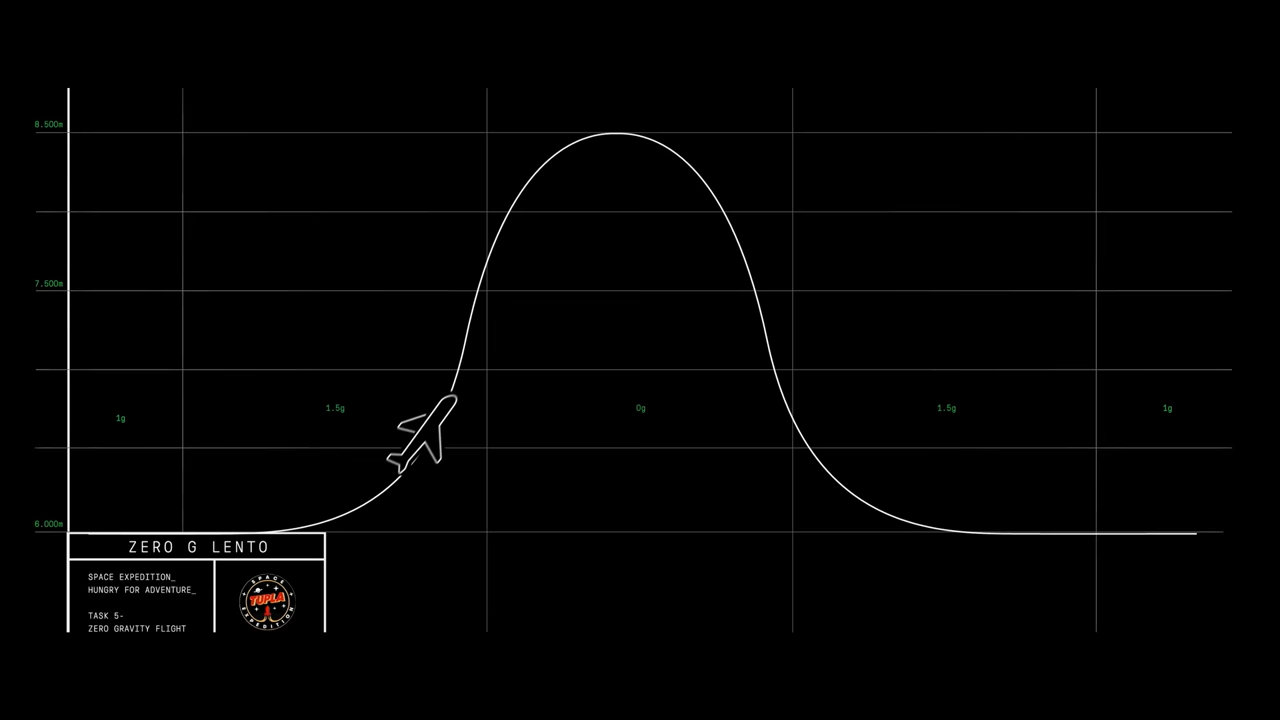 8.500m
7.500m
1g
1.5g
0g
1.5g
1g
6.000m
ZERO G LENTO
SPACE EXPEDITION_
HUNGRY FOR ADVENTURE_
TASK 5-
ZERO GRAVITY FLIGHT
SPACE
TUPLA
EXPEDITION